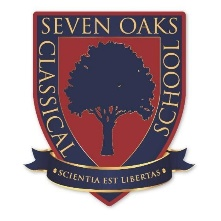 SEVEN OAKS
CLASSICAL
SCHOOL
• SCIENTIA EST LIBERTAS •